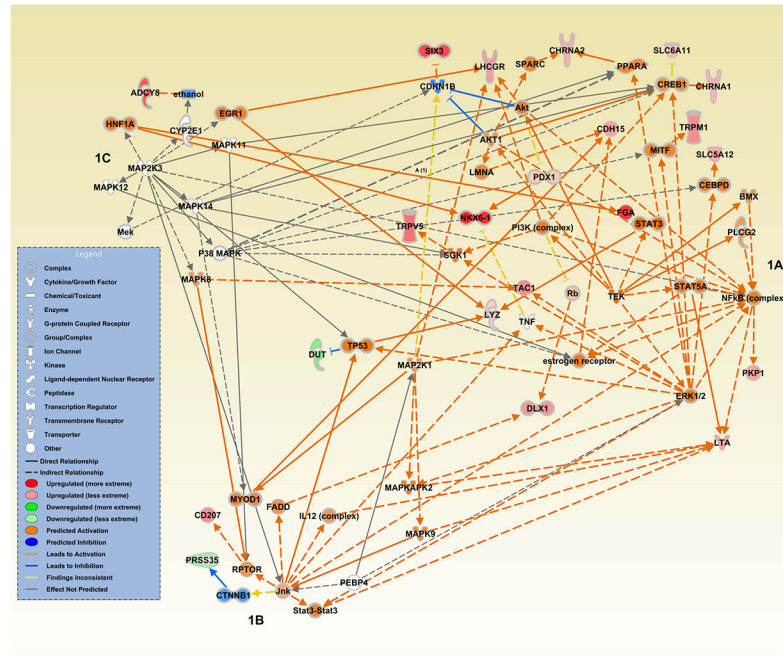 SIX3
SPARC
CHRNA2
SLC6A11
LHCGR
PPARA
ADCY8
ethanol
CDKN1B
CREB1
CHRNA1
HNF1A
EGR1
Akt
CYP2E1
AKT1
CDH15
TRPM1
1C
MAPK11
MITF
SLC5A12
MAP2K3
A (1)
LMNA
PDX1
MAPK12
CEBPD
BMX
MAPK14
NKX6-1
FGA
Mek
TRPV5
PI3K (complex)
STAT3
PLCG2
P38 MAPK
SGK1
1A
Legend
MAPK8
TAC1
Rb
TEK
STAT5A
NFkB (complex
Complex
Cytokine/Growth Factor
Chemical/Toxicant
Enzyme
G-protein Coupled Receptor
Group/Complex
Ion Channel
Kinase
Ligand-dependent Nuclear Receptor
Peptidase
Transcription Regulator
Transmembrane Receptor
Transporter
Other
Direct Relationship
Indirect Relationship
Upregulated (more extreme)
Upregulated (less extreme)
Downregulated (more extreme)
Downregulated (less extreme)
Predicted Activation
Predicted Inhibition
Leads to Activation
Leads to Inhibition
Findings Inconsistent
Effect Not Predicted
LYZ
TNF
DUT
TP53
MAP2K1
estrogen receptor
PKP1
ERK1/2
DLX1
LTA
MAPKAPK2
MYOD1
FADD
CD207
IL12 (complex)
MAPK9
PRSS35
RPTOR
CTNNB1
Jnk
PEBP4
Stat3-Stat3
1B